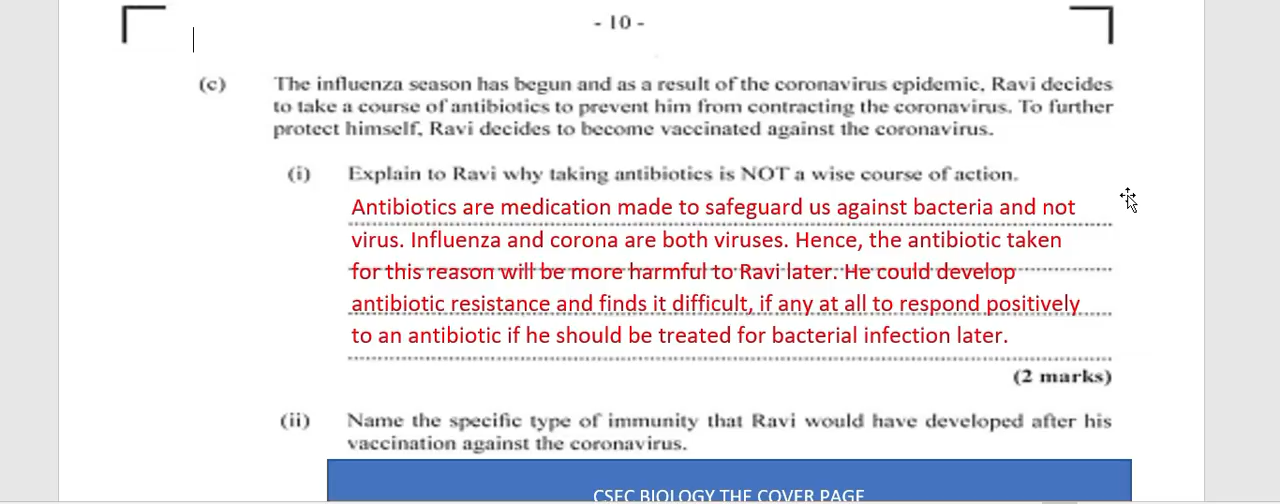 - 10 -
(c) The influenza season has begun and as a result of the coronavirus epidemic, Ravi decides
to take a course of antibiotics to prevent him from contracting the coronavirus. To further
protect himself, Ravi decides to become vaccinated against the coronavirus.
(i) Explain to Ravi why taking antibiotics is NOT a wise course of action.
Antibiotics are medication made to safeguard us against bacteria and not
virus. Influenza and corona are both viruses. Hence, the antibiotic taken
for this reason will be more harmful to Ravi later. He could develop
antibiotic resistance and finds it difficult, if any at all to respond positively
to an antibiotic if he should be treated for bacterial infection later.
(2 marks)
(ii) Name the specific type of immunity that Ravi would have developed after his
vaccination against the coronavirus.
CSEC BIOLOGY THE COVER PAGE